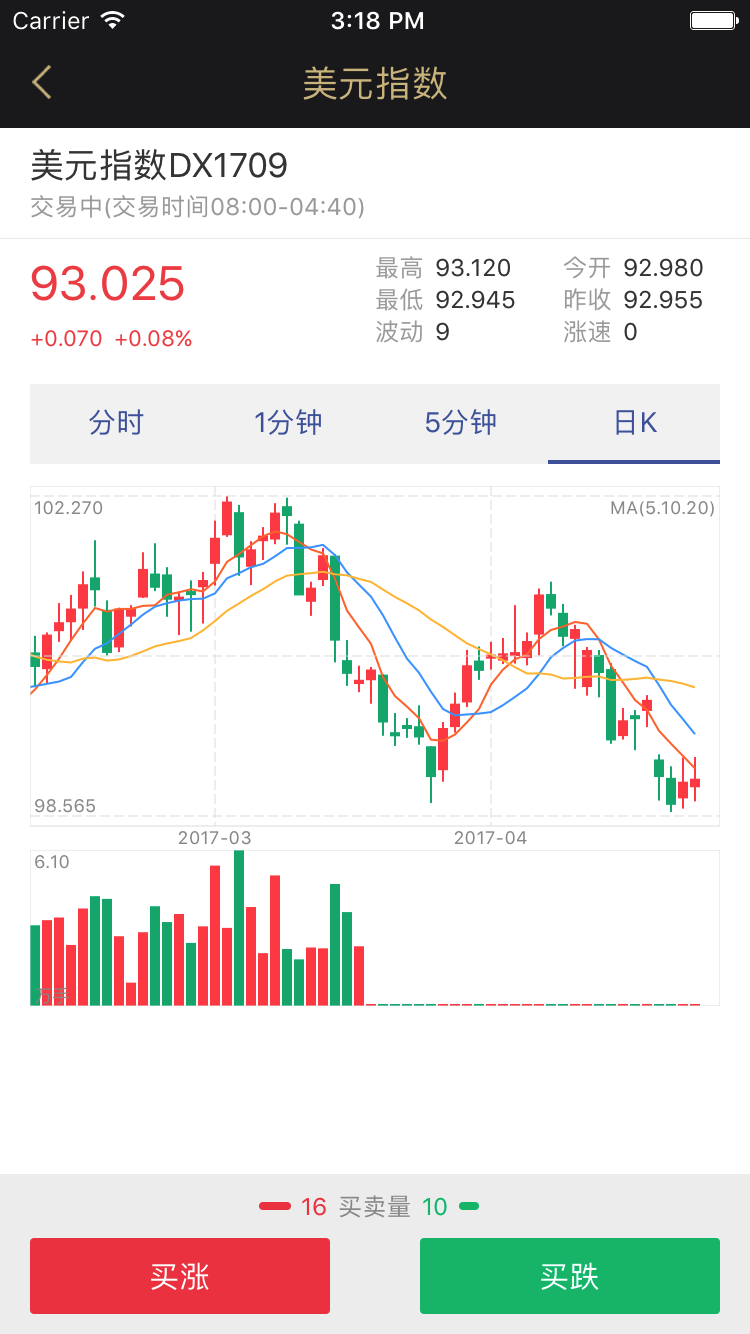 Carrier 3:18 PM
美元指数
美元指数DX1709
交易中(交易时间08:00-04:40)
93.025
+0.070 +0.08%
最高 93.120 今开 92.980
最低 92.945 昨收 92.955
波动 9 涨速 0
分时 1分钟 5分钟 日K
102.270 MA(5.10.20)
98.565
2017-03 2017-04
6.10
万手
16 买卖量 10
买涨 买跌